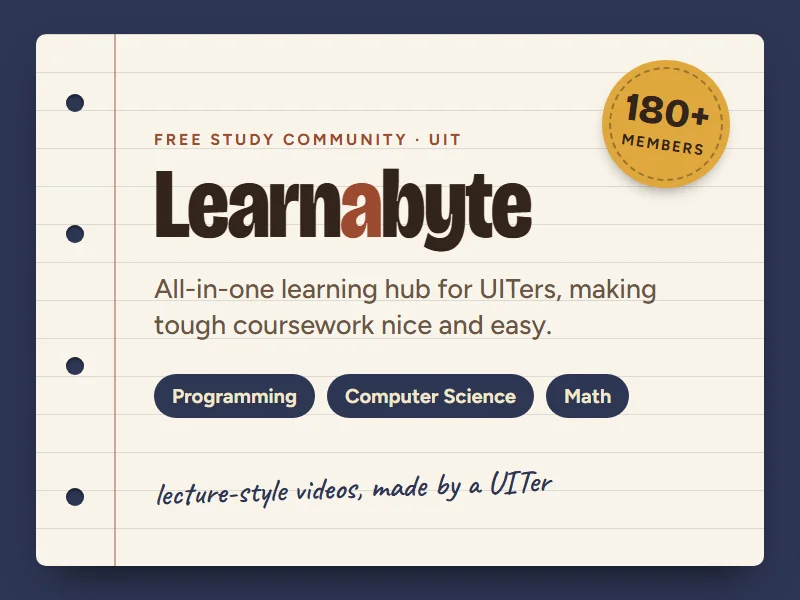 180+
MEMBERS
FREE STUDY COMMUNITY · UIT
Learnabyte
All-in-one learning hub for UITers, making
tough coursework nice and easy.
Programming
Computer Science
Math
lecture-style videos, made by a UITer